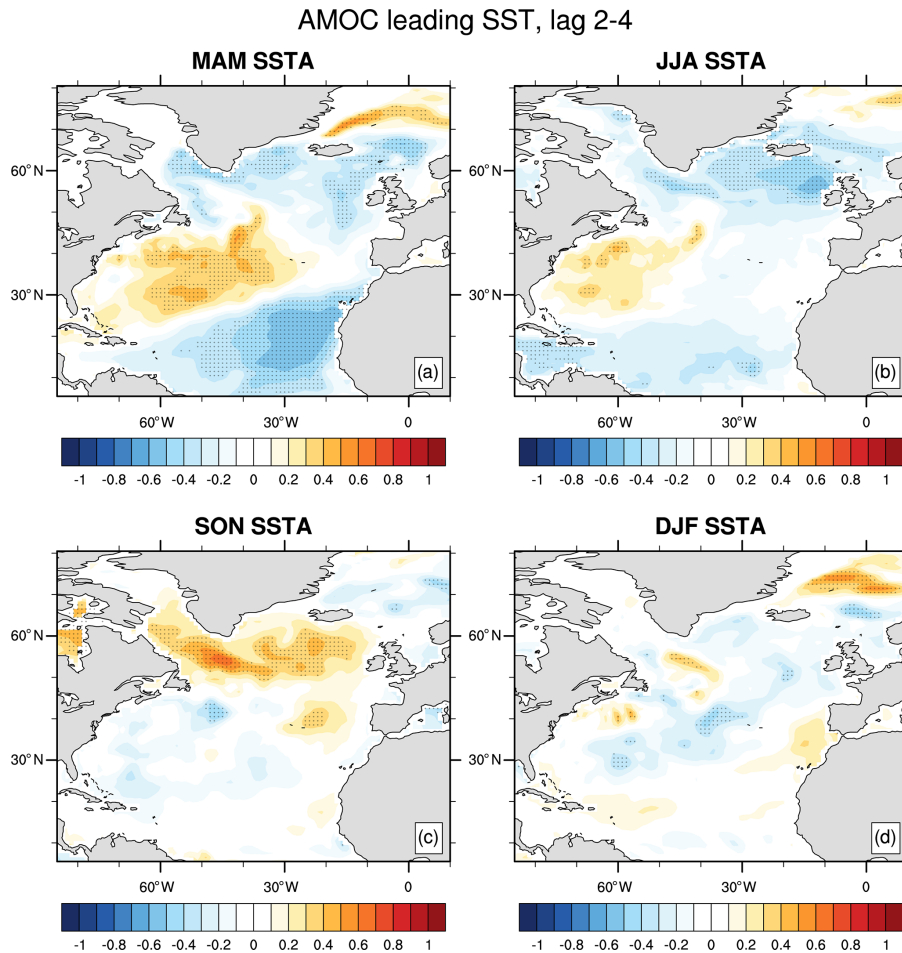 AMOC leading SST, lag 2-4
MAM SSTA
JJA SSTA
60°N
30°N
(a)
60°N
30°N
(b)
60°W 30°W 0
60°W 30°W 0
-1 -0.8 -0.6 -0.4 -0.2 0 0.2 0.4 0.6 0.8 1
-1 -0.8 -0.6 -0.4 -0.2 0 0.2 0.4 0.6 0.8 1
SON SSTA
DJF SSTA
60°N
30°N
(c)
60°N
30°N
(d)
60°W 30°W 0
60°W 30°W 0
-1 -0.8 -0.6 -0.4 -0.2 0 0.2 0.4 0.6 0.8 1
-1 -0.8 -0.6 -0.4 -0.2 0 0.2 0.4 0.6 0.8 1